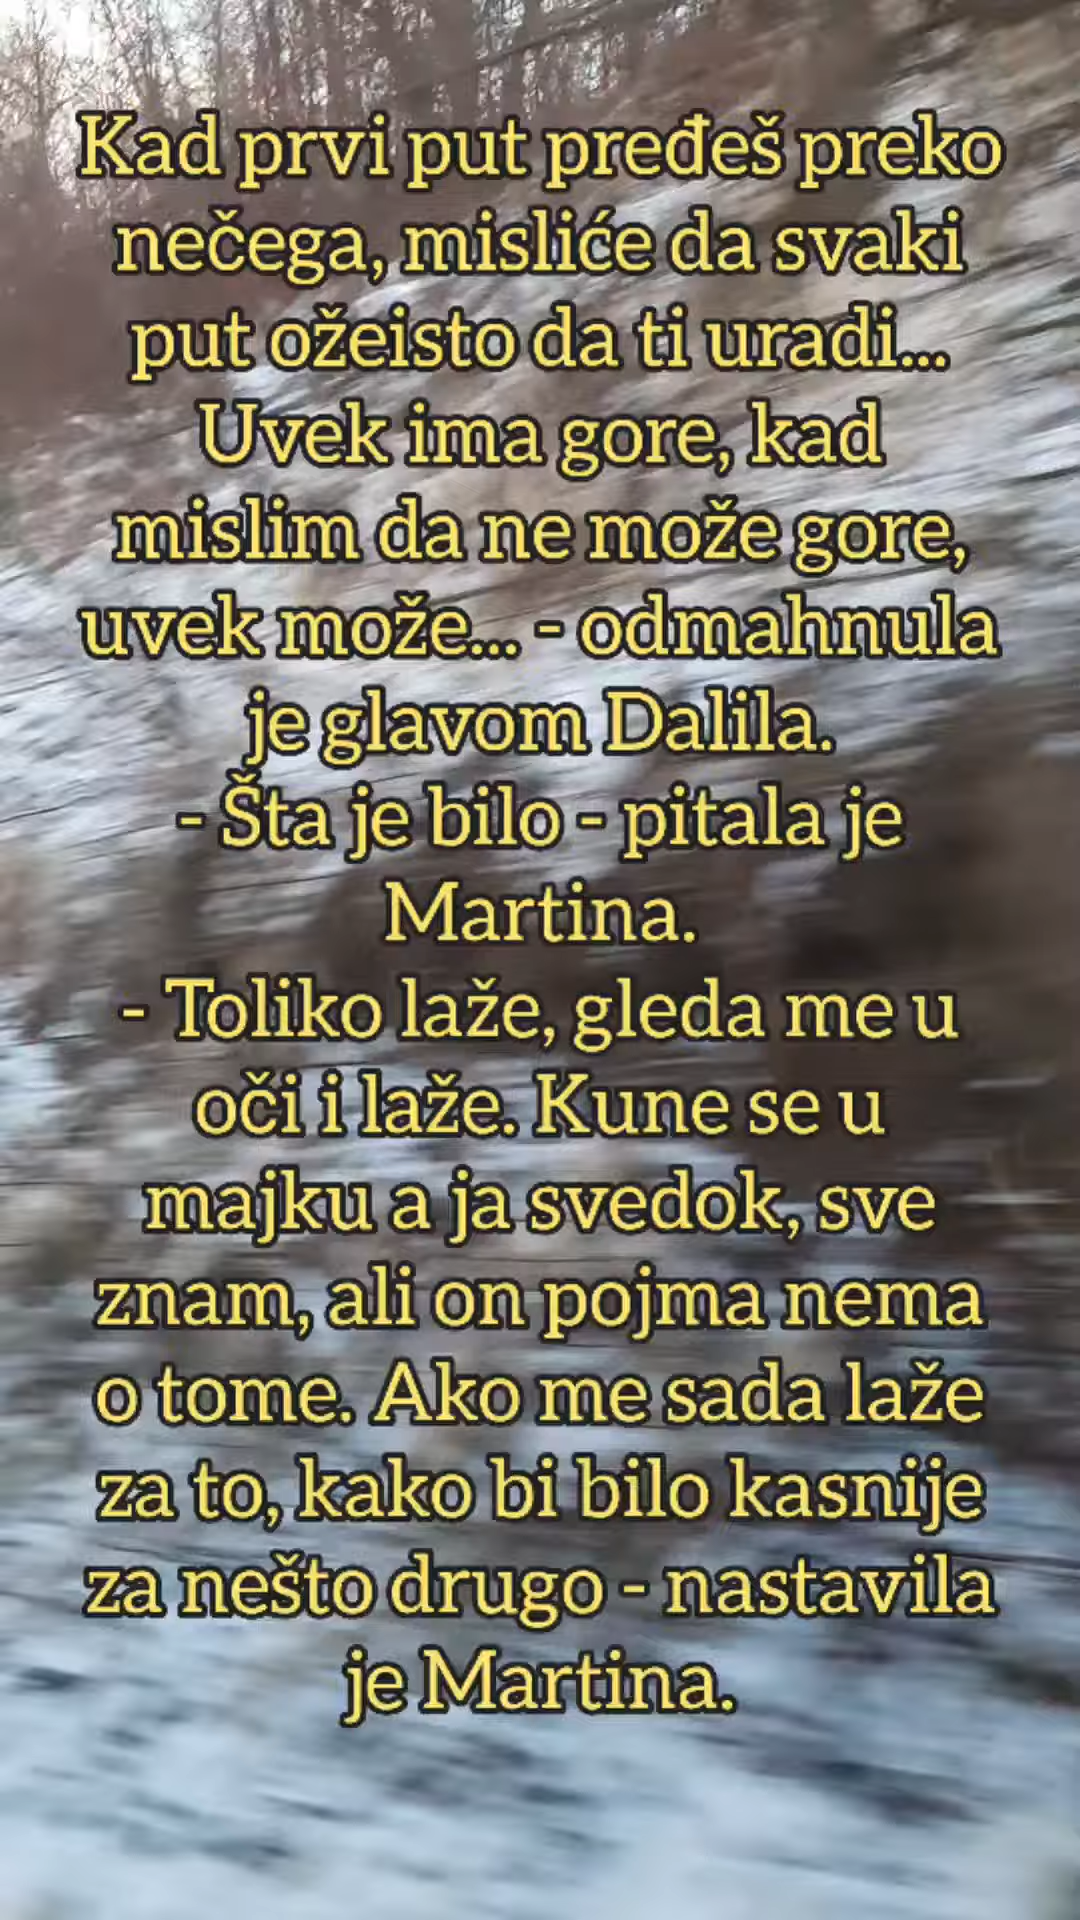 Kad prvi put pređeš preko
nečega, misliće da svaki
put ožeisto da ti uradi...
Uvek ima gore, kad
mislim da ne može gore,
uvek može... - odmahnula
je glavom Dalila.
- Šta je bilo - pitala je
Martina.
- Toliko laže, gleda me u
oči i laže. Kune se u
majku a ja svedok, sve
znam, ali on pojma nema
o tome. Ako me sada laže
za to, kako bi bilo kasnije
za nešto drugo - nastavila
je Martina.